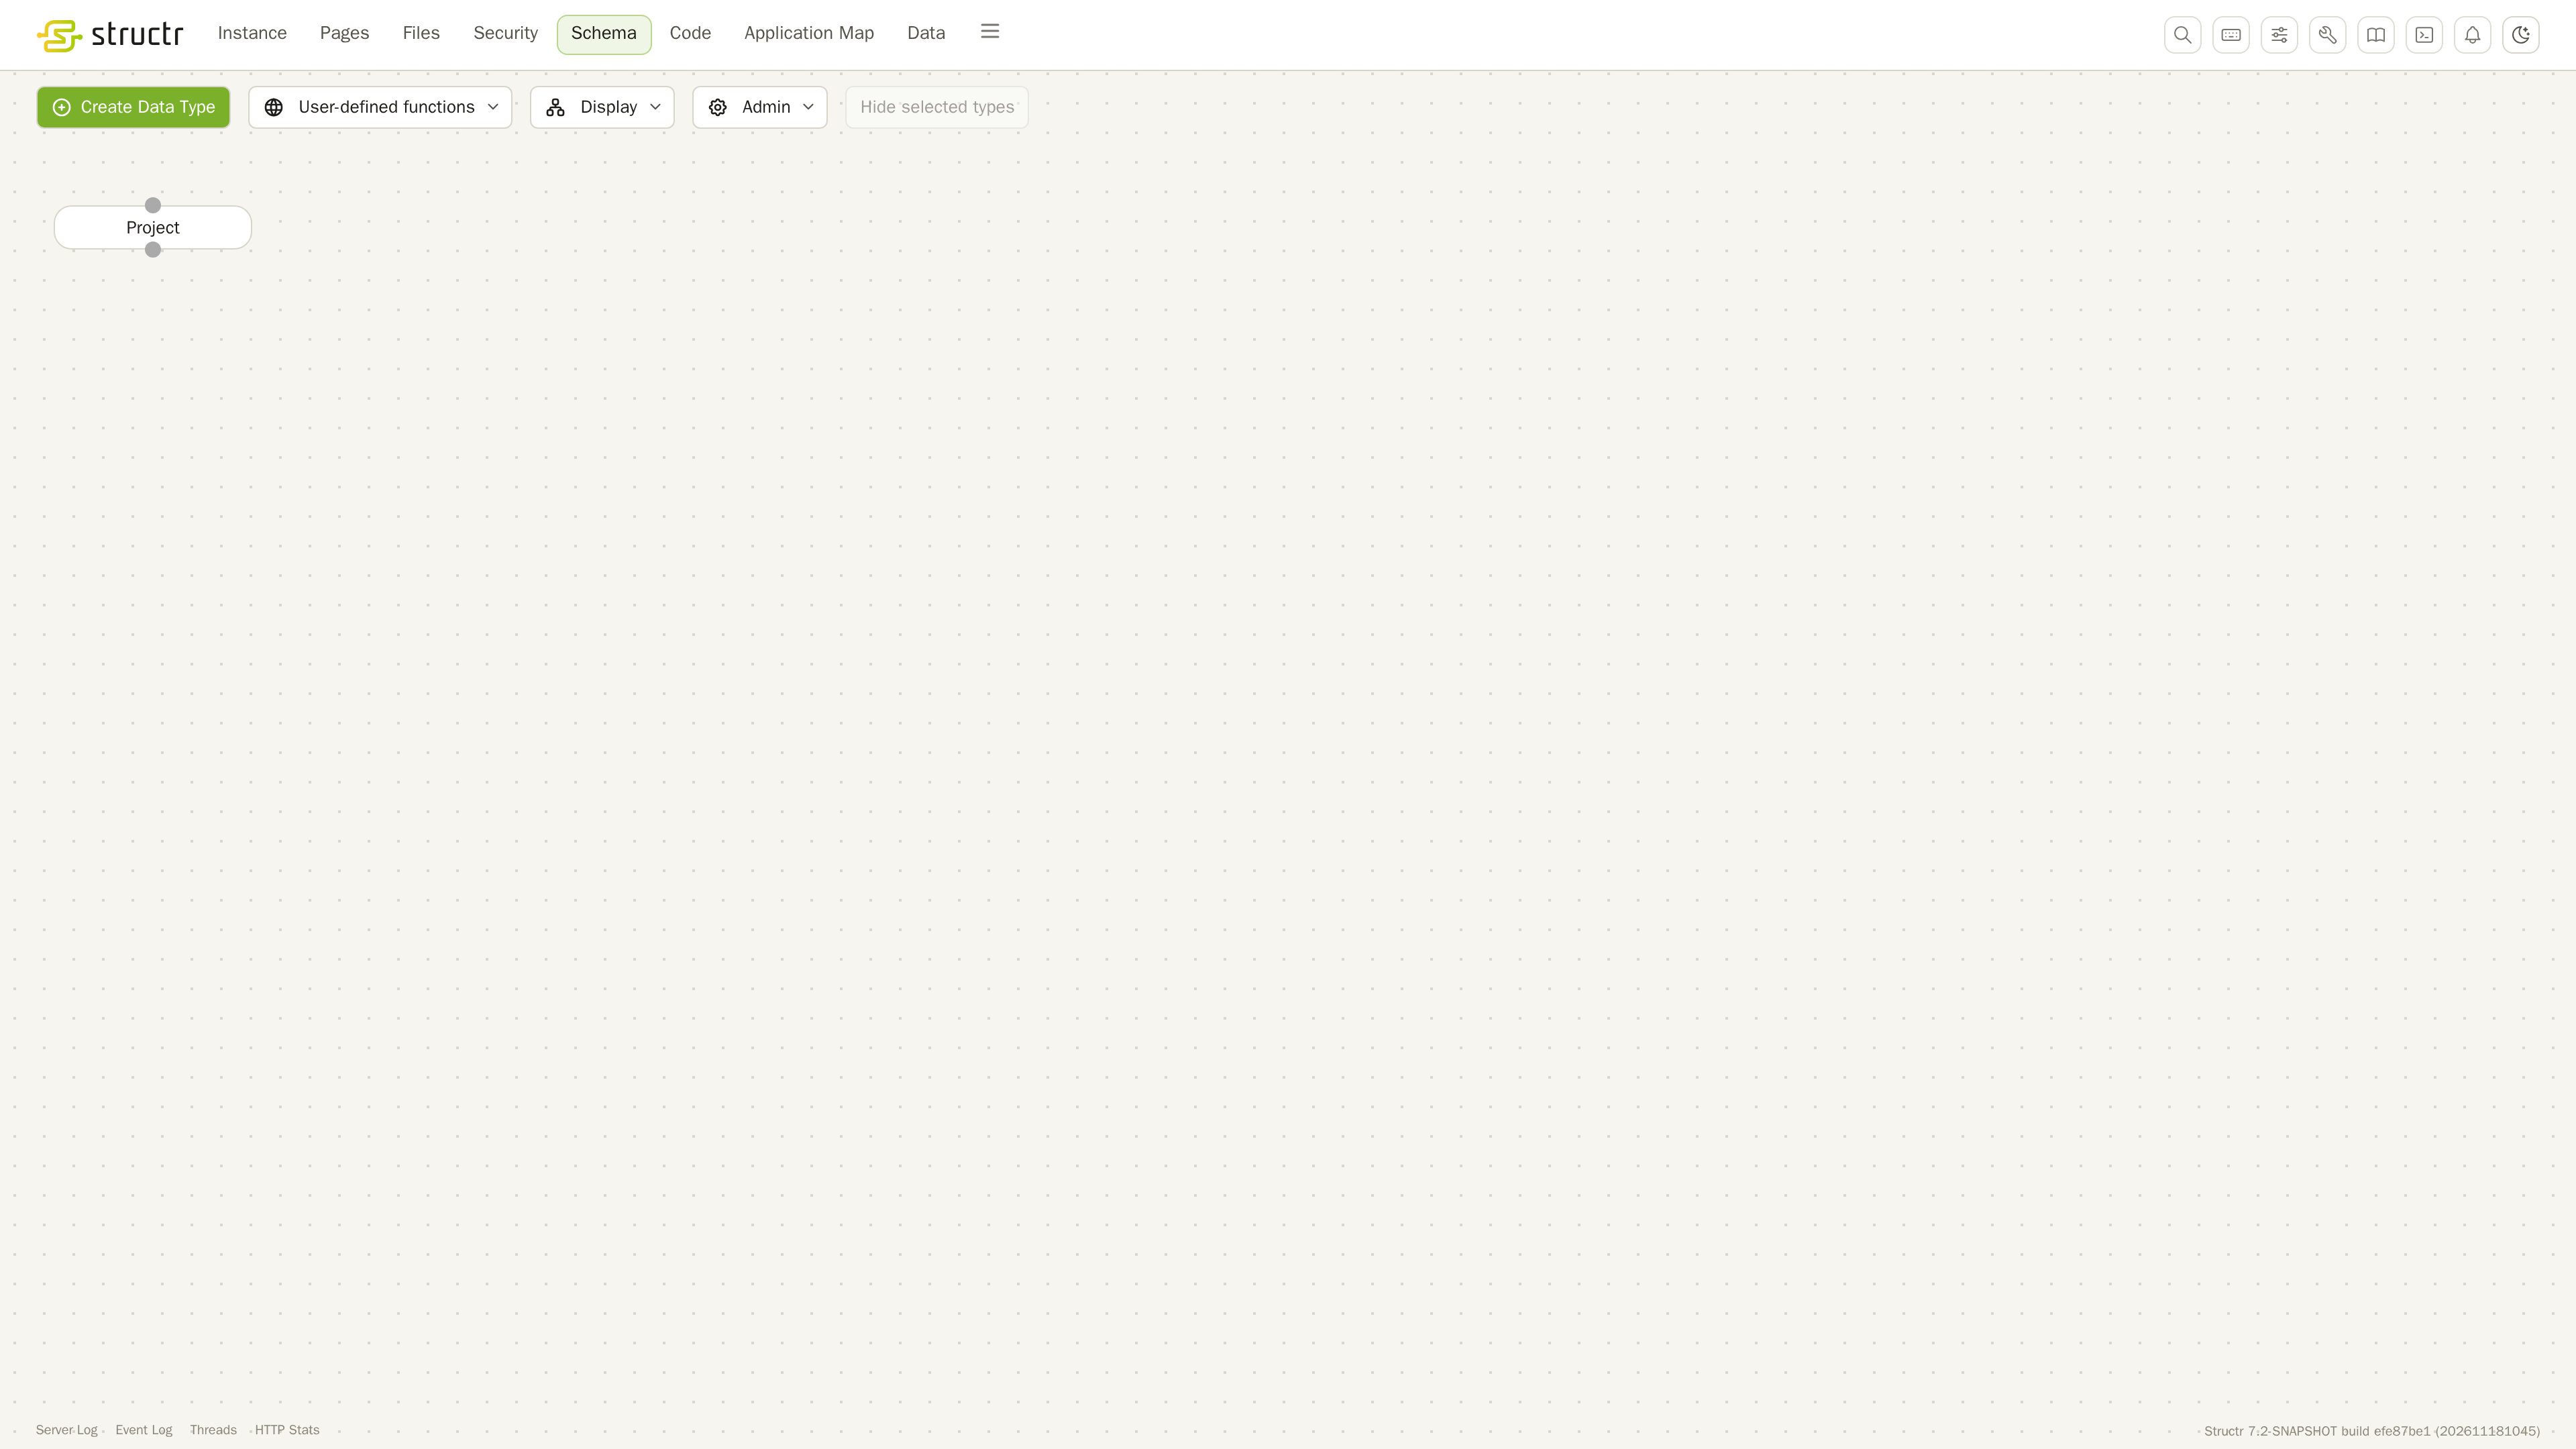 structr Instance Pages Files Security Schema Code Application Map Data
Create Data Type User-defined functions Display Admin Hide selected types
Project
Server Log Event Log Threads HTTP Stats Structr 7.2-SNAPSHOT build efe87be1 (202611181045)